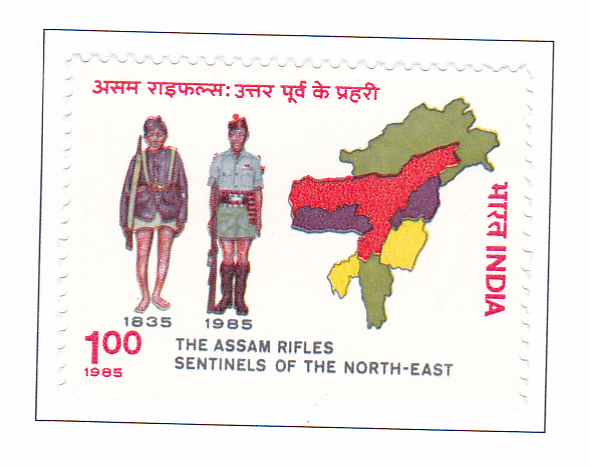 असम राइफल्स: उत्तर पूर्व के प्रहरी
भारत INDIA
1835 1985
1.00
1985
THE ASSAM RIFLES
SENTINELS OF THE NORTH-EAST